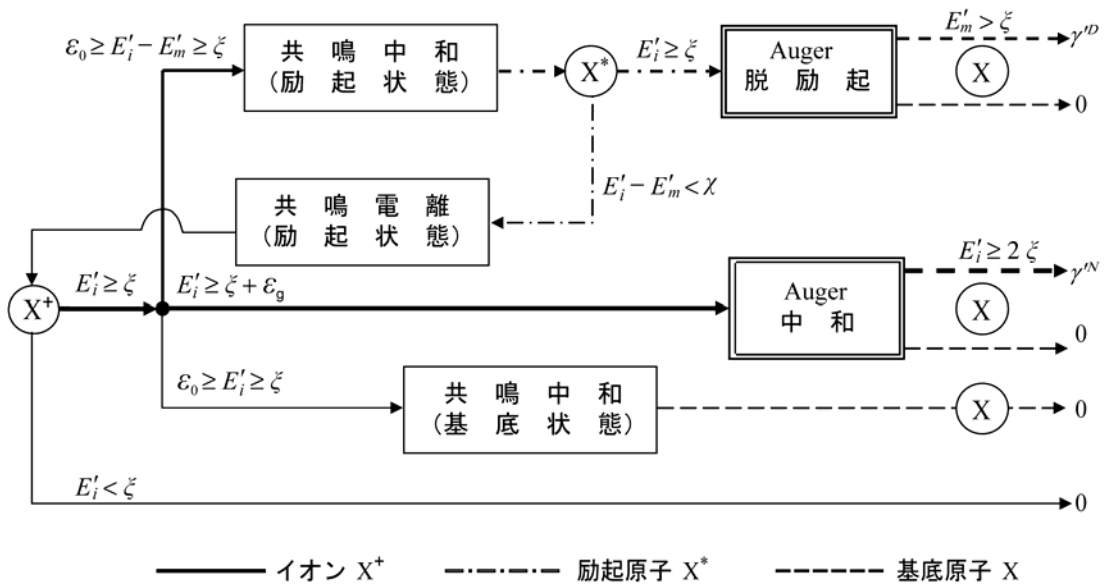 ε₀ ≥ E′ᵢ − E′ₘ ≥ ξ
共 鳴 中 和
(励 起 状 態)
X*
E′ᵢ ≥ ξ
Auger
脱 励 起
E′ₘ > ξ
γ′ᴰ
X
0
E′ᵢ − E′ₘ < χ
共 鳴 電 離
(励 起 状 態)
X⁺
E′ᵢ ≥ ξ
E′ᵢ ≥ ξ + ε_g
Auger
中 和
E′ᵢ ≥ 2 ξ
γ′ᴺ
X
0
ε₀ ≥ E′ᵢ ≥ ξ
共 鳴 中 和
(基 底 状 態)
X
0
E′ᵢ < ξ
0
イオン X⁺
励起原子 X*
基底原子 X